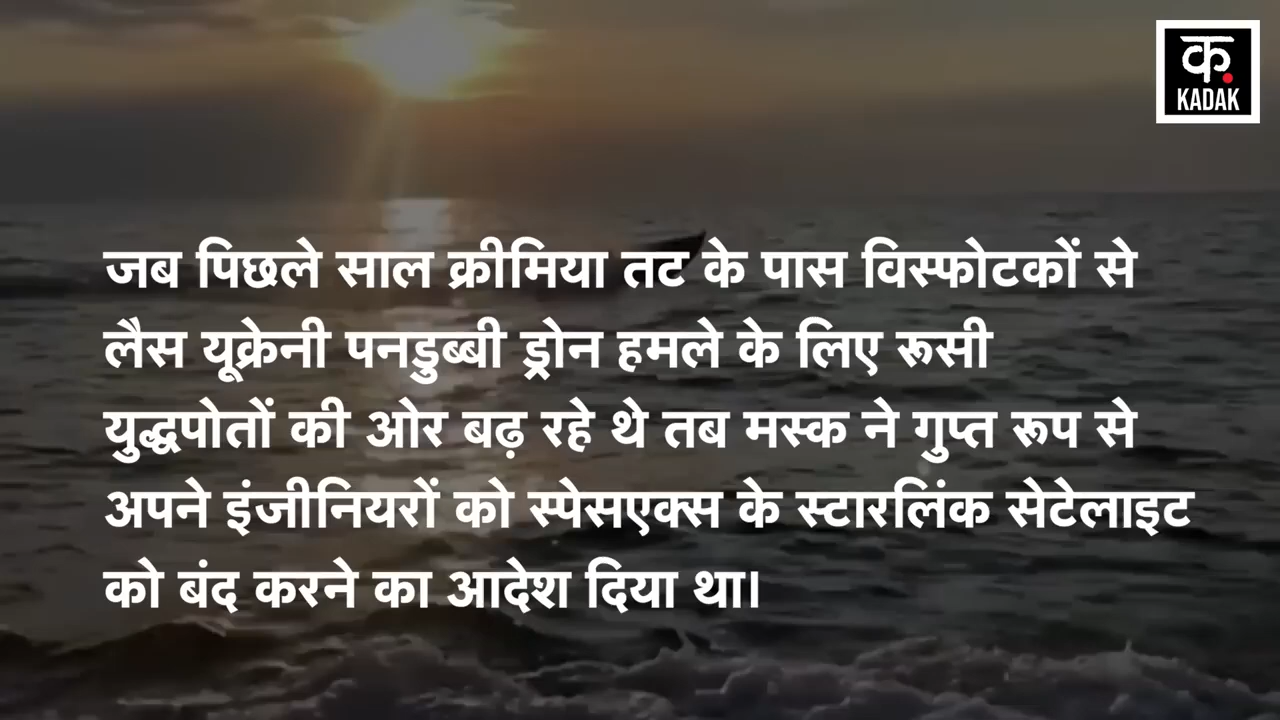 क.
KADAK
जब पिछले साल क्रीमिया तट के पास विस्फोटकों से
लैस यूक्रेनी पनडुब्बी ड्रोन हमले के लिए रूसी
युद्धपोतों की ओर बढ़ रहे थे तब मस्क ने गुप्त रूप से
अपने इंजीनियरों को स्पेसएक्स के स्टारलिंक सेटेलाइट
को बंद करने का आदेश दिया था।